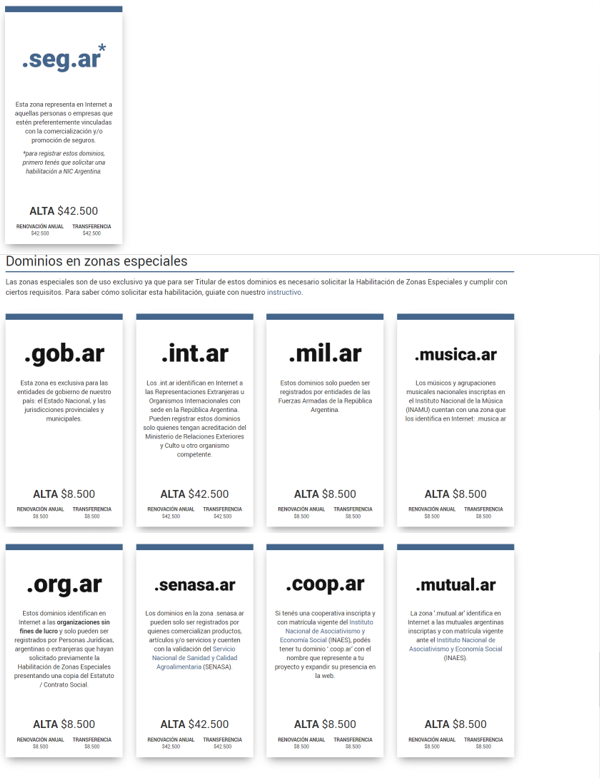 .seg.ar*
Esta zona representa en Internet a
aquellas personas o empresas que
estén preferentemente vinculadas
con la comercialización y/o
promoción de seguros.
*para registrar estos dominios,
primero tenés que solicitar una
habilitación a NIC Argentina.
ALTA $42.500
RENOVACIÓN ANUAL TRANSFERENCIA
$42.500 $42.500
Dominios en zonas especiales
Las zonas especiales son de uso exclusivo ya que para ser Titular de estos dominios es necesario solicitar la Habilitación de Zonas Especiales y cumplir con
ciertos requisitos. Para saber cómo solicitar esta habilitación, guiate con nuestro instructivo.
.gob.ar
Esta zona es exclusiva para las
entidades de gobierno de nuestro
país: el Estado Nacional, y las
jurisdicciones provinciales y
municipales.
ALTA $8.500
RENOVACIÓN ANUAL TRANSFERENCIA
$8.500 $8.500
.int.ar
Los .int.ar identifican en Internet a
las Representaciones Extranjeras u
Organismos Internacionales con
sede en la República Argentina.
Pueden registrar estos dominios
solo quienes tengan acreditación del
Ministerio de Relaciones Exteriores
y Culto u otro organismo
competente.
ALTA $42.500
RENOVACIÓN ANUAL TRANSFERENCIA
$42.500 $42.500
.mil.ar
Estos dominios solo pueden ser
registrados por entidades de las
Fuerzas Armadas de la República
Argentina.
ALTA $8.500
RENOVACIÓN ANUAL TRANSFERENCIA
$8.500 $8.500
.musica.ar
Los músicos y agrupaciones
musicales nacionales inscriptas en
el Instituto Nacional de la Música
(INAMU) cuentan con una zona que
los identifica en Internet: .musica.ar
ALTA $8.500
RENOVACIÓN ANUAL TRANSFERENCIA
$8.500 $8.500
.org.ar
Estos dominios identifican en
Internet a las organizaciones sin
fines de lucro y solo pueden ser
registrados por Personas Jurídicas,
argentinas o extranjeras que hayan
solicitado previamente la
Habilitación de Zonas Especiales
presentando una copia del Estatuto
/ Contrato Social.
ALTA $8.500
RENOVACIÓN ANUAL TRANSFERENCIA
$8.500 $8.500
.senasa.ar
Los dominios en la zona .senasa.ar
pueden ser solo registrados por
quienes comercializan productos,
artículos y/o servicios y cuenten
con la validación del Servicio
Nacional de Sanidad y Calidad
Agroalimentaria (SENASA).
ALTA $42.500
RENOVACIÓN ANUAL TRANSFERENCIA
$42.500 $42.500
.coop.ar
Si tenés una cooperativa inscripta y
con matrícula vigente del Instituto
Nacional de Asociativismo y
Economía Social (INAES), podés
tener tu dominio '.coop.ar' con el
nombre que represente a tu
proyecto y expandir su presencia en
la web.
ALTA $8.500
RENOVACIÓN ANUAL TRANSFERENCIA
$8.500 $8.500
.mutual.ar
La zona '.mutual.ar' identifica en
Internet a las mutuales argentinas
inscriptas y con matrícula vigente
ante el Instituto Nacional de
Asociativismo y Economía Social
(INAES).
ALTA $8.500
RENOVACIÓN ANUAL TRANSFERENCIA
$8.500 $8.500